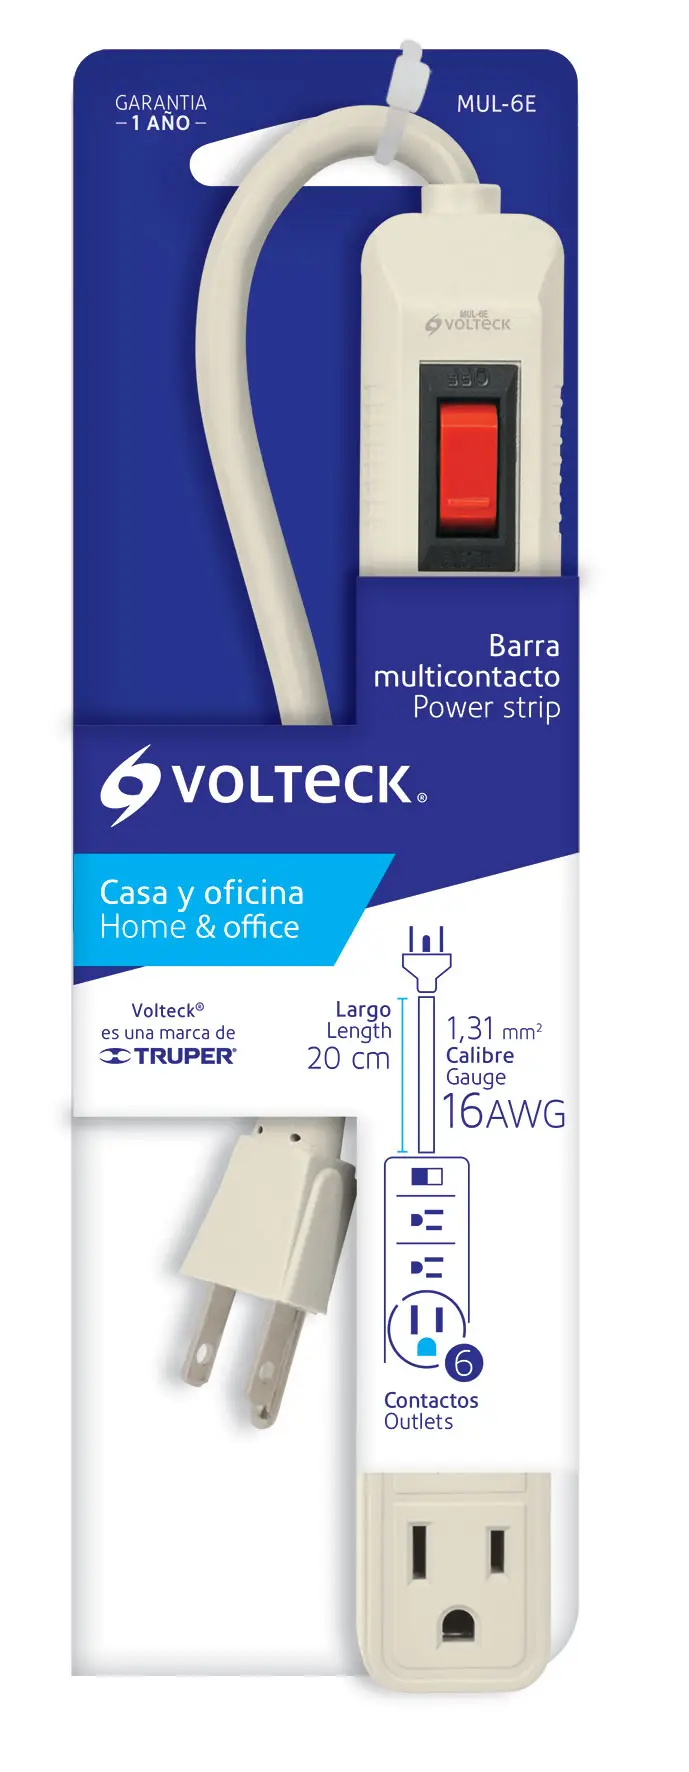 GARANTIA
– 1 AÑO –
MUL-6E
MUL-6E
VOLTECK
OFF
Barra
multicontacto
Power strip
VOLTECK®
Casa y oficina
Home & office
Volteck®
es una marca de
TRUPER®
Largo
Length
20 cm
1,31 mm²
Calibre
Gauge
16AWG
6
Contactos
Outlets